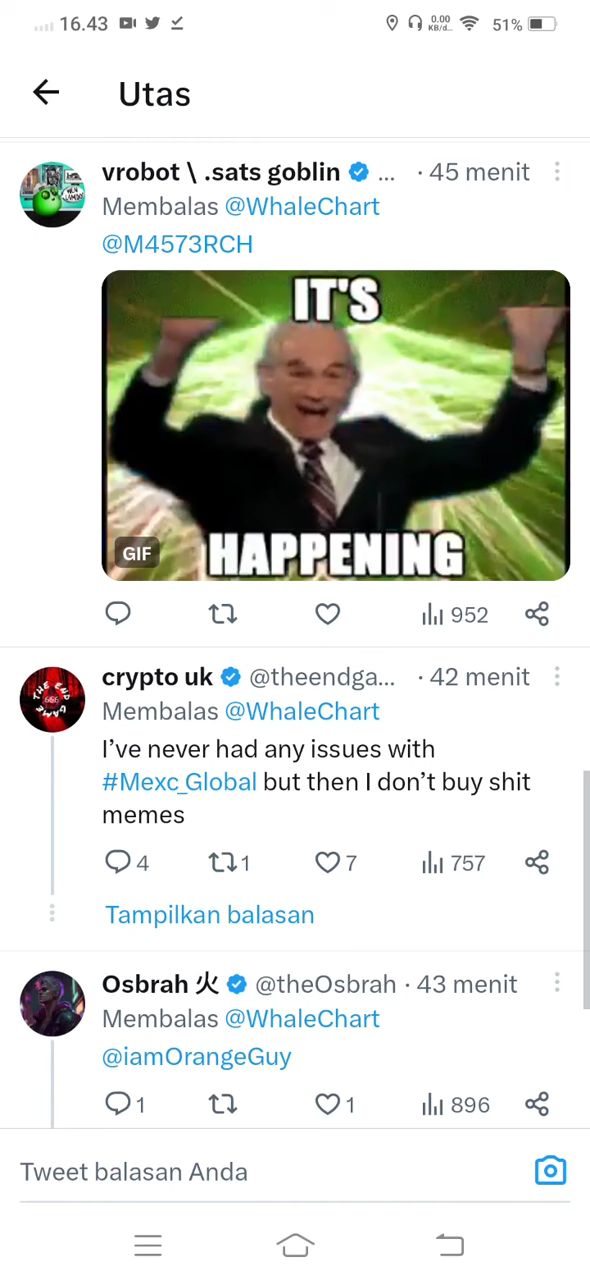 16.43
0.00
KB/d...
51%
Utas
vrobot \ .sats goblin ... · 45 menit
Membalas @WhaleChart
@M4573RCH
IT'S
HAPPENING
GIF
952
crypto uk @theendga... · 42 menit
Membalas @WhaleChart
I've never had any issues with
#Mexc_Global but then I don't buy shit
memes
4 1 7 757
Tampilkan balasan
Osbrah 火 @theOsbrah · 43 menit
Membalas @WhaleChart
@iamOrangeGuy
1 1 896
Tweet balasan Anda